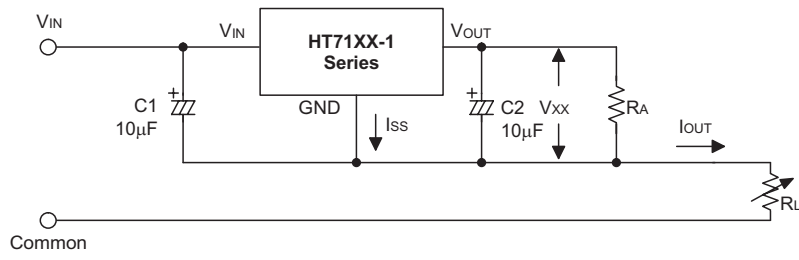 VIN
VIN
HT71XX-1
Series
VOUT
C1
10μF
GND
ISS
C2
10μF
VXX
RA
IOUT
RL
Common